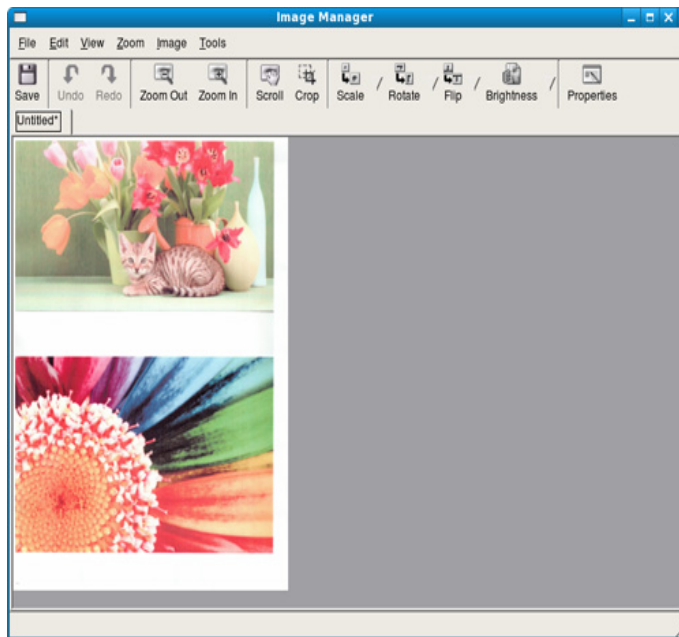 Image Manager
File Edit View Zoom Image Tools
Save Undo Redo Zoom Out Zoom In Scroll Crop Scale Rotate Flip Brightness Properties
Untitled*